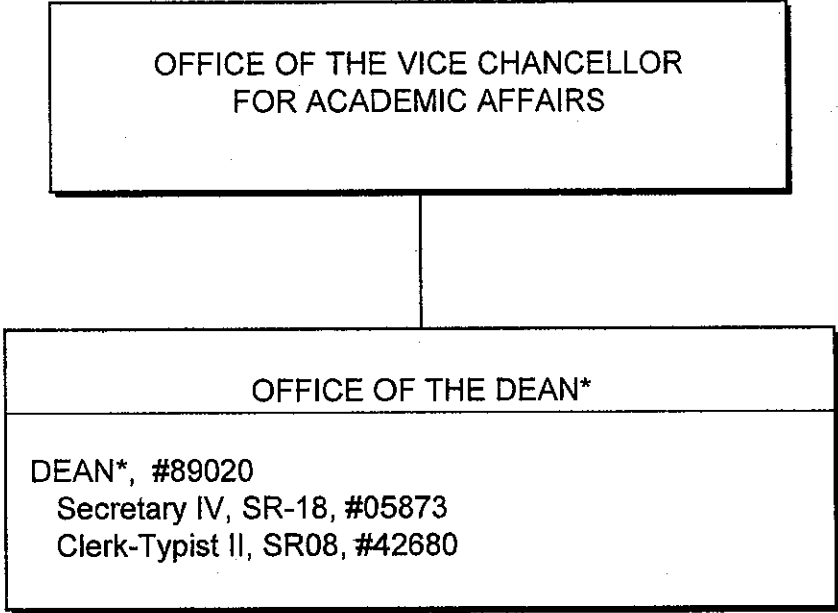 OFFICE OF THE VICE CHANCELLOR
FOR ACADEMIC AFFAIRS
OFFICE OF THE DEAN*
DEAN*, #89020
Secretary IV, SR-18, #05873
Clerk-Typist II, SR08, #42680